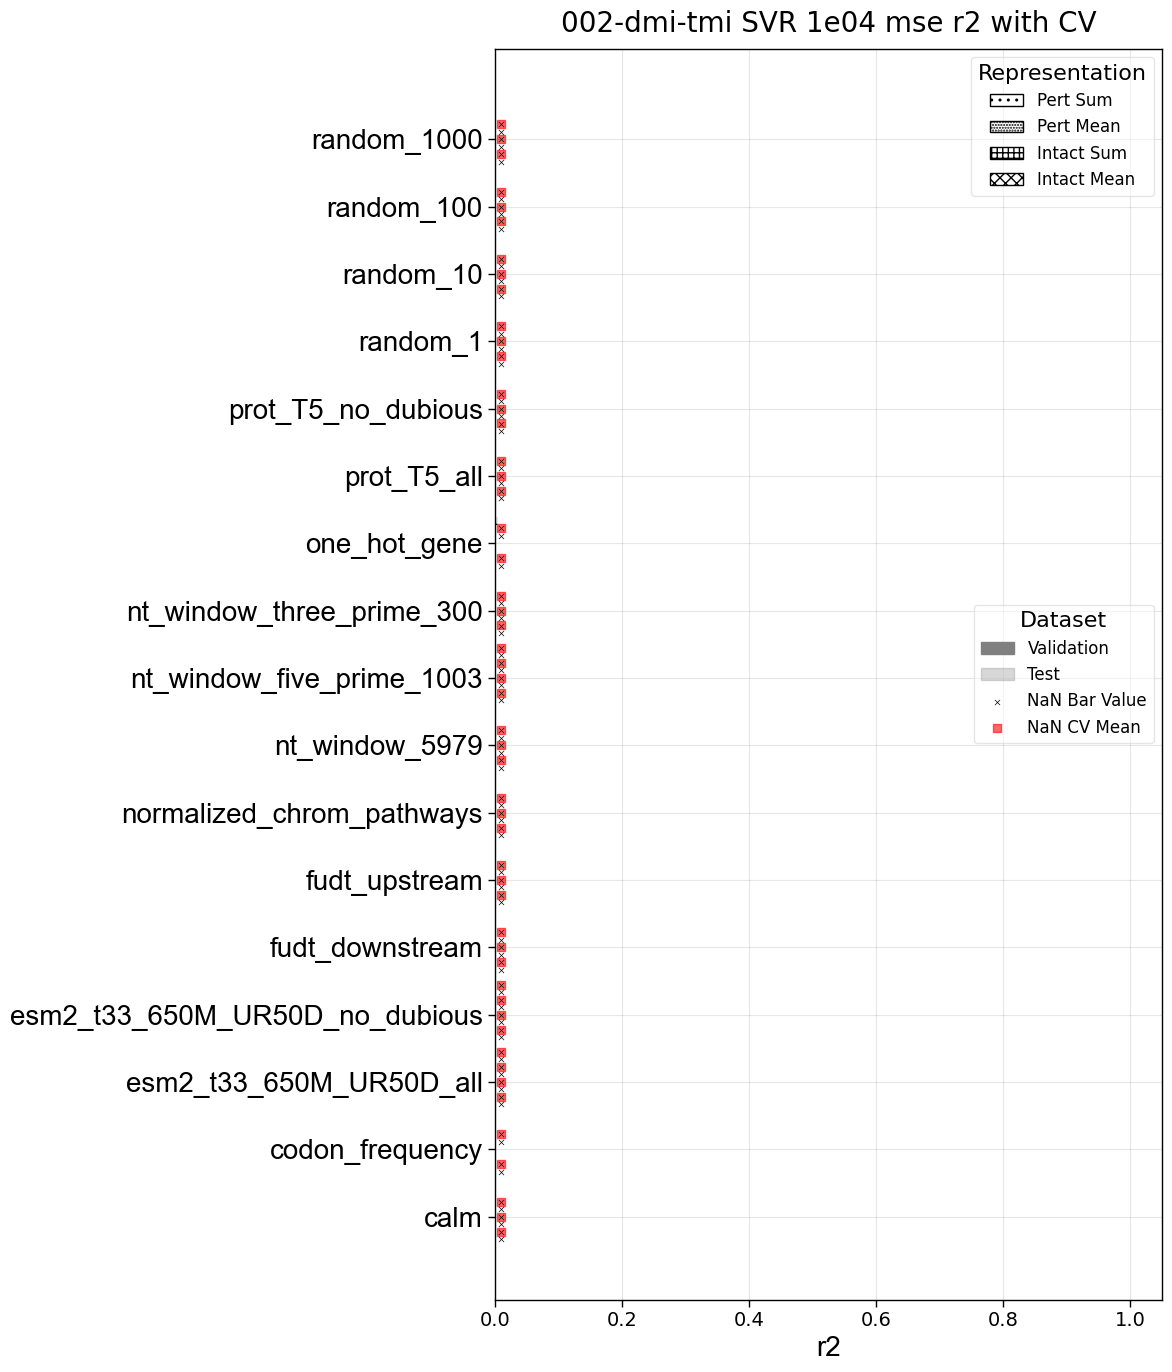 002-dmi-tmi SVR 1e04 mse r2 with CV
Representation
Pert Sum
Pert Mean
Intact Sum
Intact Mean
random_1000
random_100
random_10
random_1
prot_T5_no_dubious
prot_T5_all
one_hot_gene
nt_window_three_prime_300
nt_window_five_prime_1003
nt_window_5979
normalized_chrom_pathways
fudt_upstream
fudt_downstream
esm2_t33_650M_UR50D_no_dubious
esm2_t33_650M_UR50D_all
codon_frequency
calm
Dataset
Validation
Test
NaN Bar Value
NaN CV Mean
0.0 0.2 0.4 0.6 0.8 1.0
r2